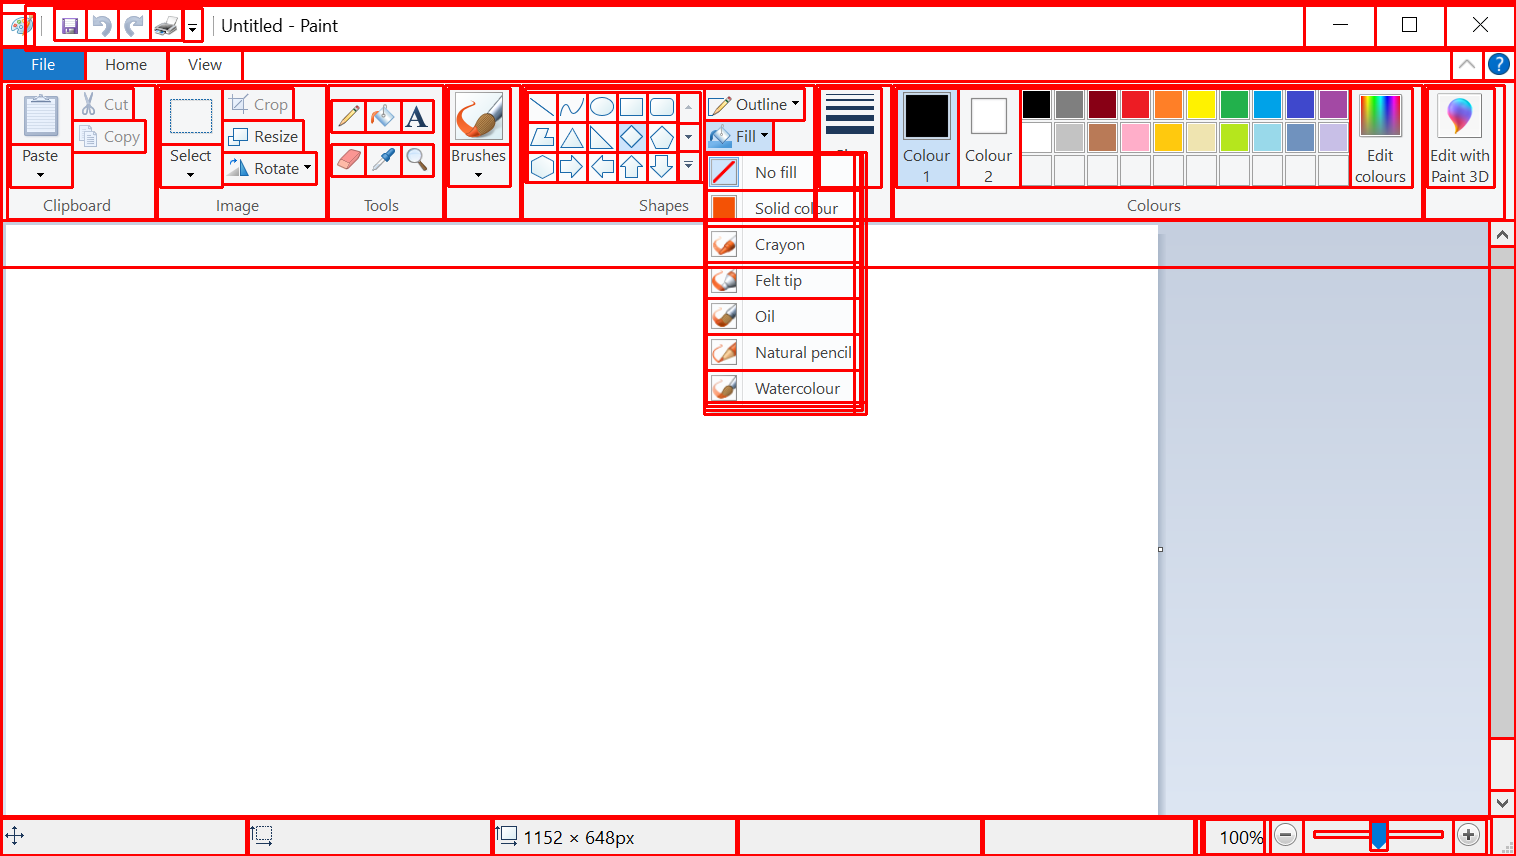 Untitled - Paint
File Home View
Paste
Cut
Copy
Clipboard
Select
Crop
Resize
Rotate
Image
A
Tools
Brushes
Shapes
Outline
Fill
No fill
Solid colour
Crayon
Felt tip
Oil
Natural pencil
Watercolour
Colour
1
Colour
2
Edit
colours
Colours
Edit with
Paint 3D
1152 × 648px
100%